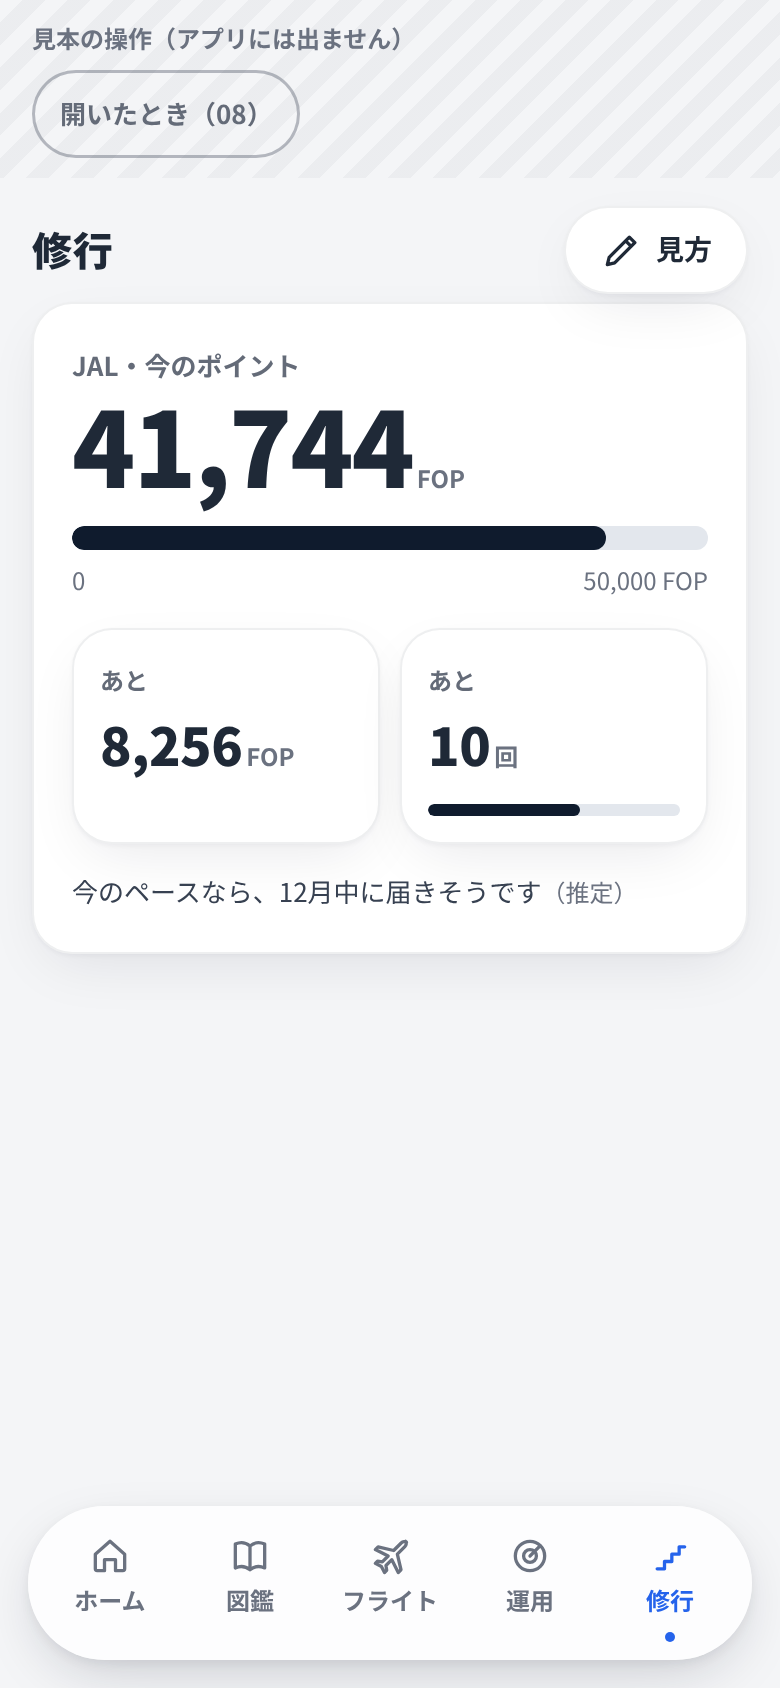 見本の操作（アプリには出ません）
開いたとき（08）
修行
見方
JAL・今のポイント
41,744 FOP
0
50,000 FOP
あと
8,256 FOP
あと
10 回
今のペースなら、12月中に届きそうです（推定）
ホーム
図鑑
フライト
運用
修行